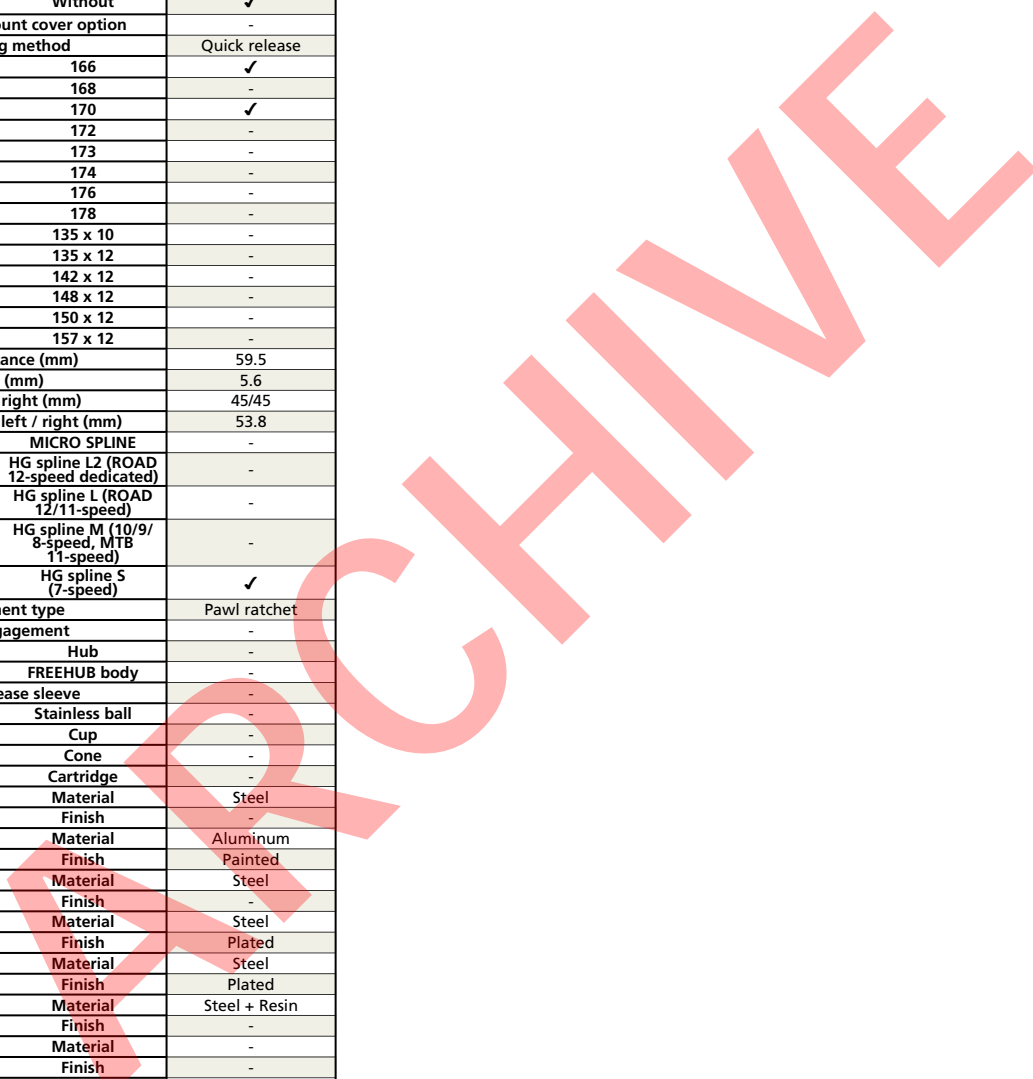 Without ✓
ount cover option -
g method Quick release
166 ✓
168 -
170 ✓
172 -
173 -
174 -
176 -
178 -
135 x 10 -
135 x 12 -
142 x 12 -
148 x 12 -
150 x 12 -
157 x 12 -
ance (mm) 59.5
(mm) 5.6
right (mm) 45/45
left / right (mm) 53.8
MICRO SPLINE -
HG spline L2 (ROAD
12-speed dedicated) -
HG spline L (ROAD
12/11-speed) -
HG spline M (10/9/
8-speed, MTB
11-speed) -
HG spline S
(7-speed) ✓
ment type Pawl ratchet
gagement -
Hub -
FREEHUB body -
ease sleeve -
Stainless ball -
Cup -
Cone -
Cartridge -
Material Steel
Finish -
Material Aluminum
Finish Painted
Material Steel
Finish -
Material Steel
Finish Plated
Material Steel
Finish Plated
Material Steel + Resin
Finish -
Material -
Finish -
ARCHIVE